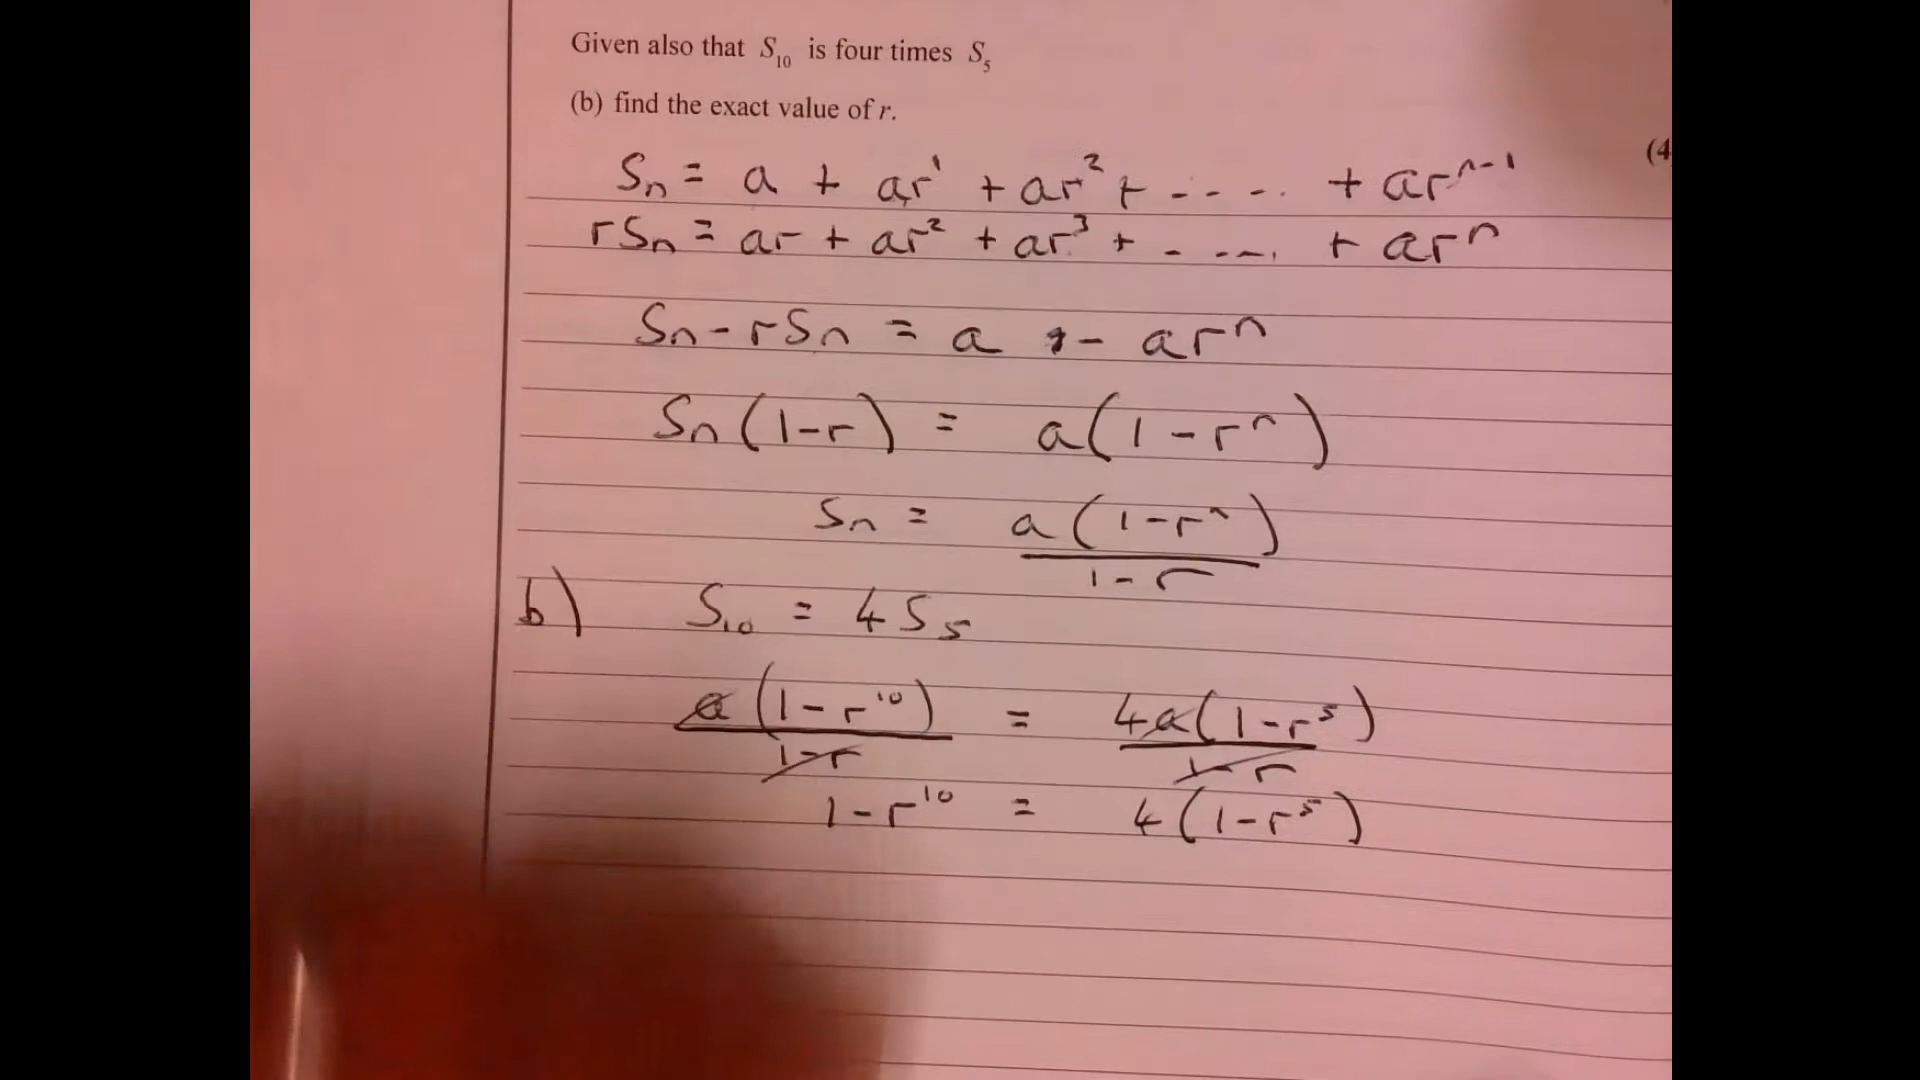 Given also that S₁₀ is four times S₅
(b) find the exact value of r.
(4
Sₙ = a + ar¹ + ar² + - - - . . + arⁿ⁻¹
rSₙ = ar + ar² + ar³ + - - - . . + arⁿ
Sₙ - rSₙ = a - arⁿ
Sₙ(1-r) = a(1-rⁿ)
Sₙ = a(1-rⁿ)
1-r
b) S₁₀ = 4S₅
a(1-r¹⁰) = 4a(1-r⁵)
1-r 1-r
1-r¹⁰ = 4(1-r⁵)